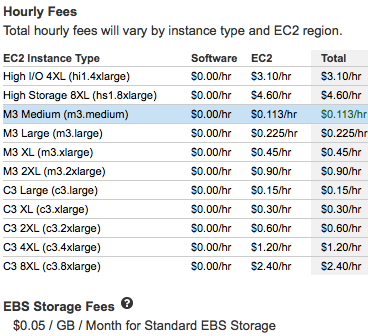 Hourly Fees
Total hourly fees will vary by instance type and EC2 region.
EC2 Instance Type Software EC2 Total
High I/O 4XL (hi1.4xlarge) $0.00/hr $3.10/hr $3.10/hr
High Storage 8XL (hs1.8xlarge) $0.00/hr $4.60/hr $4.60/hr
M3 Medium (m3.medium) $0.00/hr $0.113/hr $0.113/hr
M3 Large (m3.large) $0.00/hr $0.225/hr $0.225/hr
M3 XL (m3.xlarge) $0.00/hr $0.45/hr $0.45/hr
M3 2XL (m3.2xlarge) $0.00/hr $0.90/hr $0.90/hr
C3 Large (c3.large) $0.00/hr $0.15/hr $0.15/hr
C3 XL (c3.xlarge) $0.00/hr $0.30/hr $0.30/hr
C3 2XL (c3.2xlarge) $0.00/hr $0.60/hr $0.60/hr
C3 4XL (c3.4xlarge) $0.00/hr $1.20/hr $1.20/hr
C3 8XL (c3.8xlarge) $0.00/hr $2.40/hr $2.40/hr
EBS Storage Fees ?
$0.05 / GB / Month for Standard EBS Storage